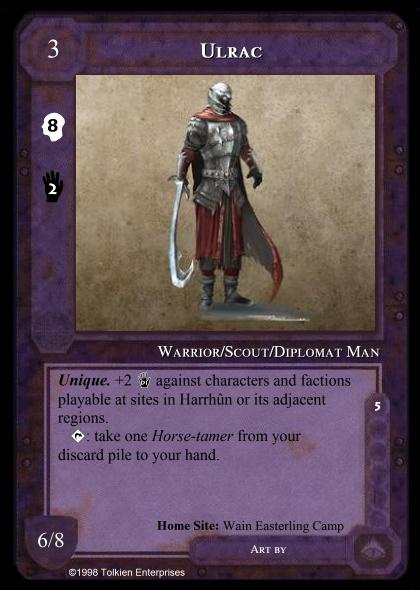 3
ULRAC
8
2
WARRIOR/SCOUT/DIPLOMAT MAN
Unique. +2 against characters and factions
playable at sites in Harrhûn or its adjacent
regions.
: take one Horse-tamer from your
discard pile to your hand.
5
Home Site: Wain Easterling Camp
6/8
ART BY
©1998 Tolkien Enterprises